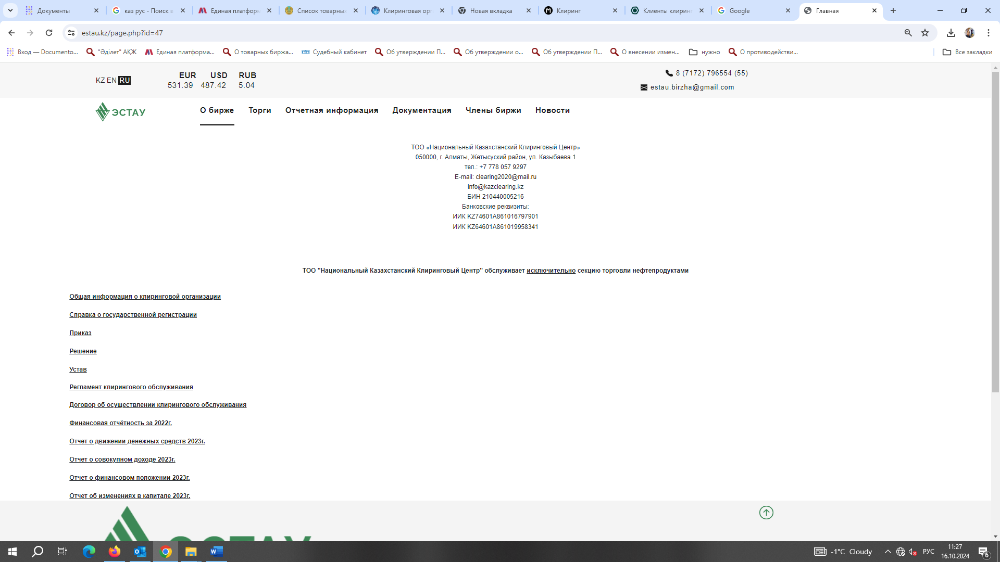 Документы
каз рус - Поиск в
Единая платформ
Список товарных
Клиринговая орг
Новая вкладка
Клиринг
Клиенты клиринг
Google
Главная
estau.kz/page.php?id=47
Вход — Documento...
"Әділет" АҚЖ
Единая платформа...
О товарных биржа...
Судебный кабинет
Об утверждении П...
Об утверждении о...
Об утверждении П...
О внесении измен...
нужно
О противодействи...
Все закладки
KZ EN RU
EUR USD RUB
531.39 487.42 5.04
8 (7172) 796554 (55)
estau.birzha@gmail.com
ЭСТАУ
О бирже Торги Отчетная информация Документация Члены биржи Новости
ТОО «Национальный Казахстанский Клиринговый Центр»
050000, г. Алматы, Жетысуский район, ул. Казыбаева 1
тел.: +7 778 057 9297
E-mail: clearing2020@mail.ru
info@kazclearing.kz
БИН 210440005216
Банковские реквизиты:
ИИК KZ74601A861016797901
ИИК KZ64601A861019958341
ТОО "Национальный Казахстанский Клиринговый Центр" обслуживает исключительно секцию торговли нефтепродуктами
Общая информация о клиринговой организации
Справка о государственной регистрации
Приказ
Решение
Устав
Регламент клирингового обслуживания
Договор об осуществлении клирингового обслуживания
Финансовая отчётность за 2022г.
Отчет о движении денежных средств 2023г.
Отчет о совокупном доходе 2023г.
Отчет о финансовом положении 2023г.
Отчет об изменениях в капитале 2023г.
ЭСТАУ
-1°C Cloudy
РУС
11:27
16.10.2024
6